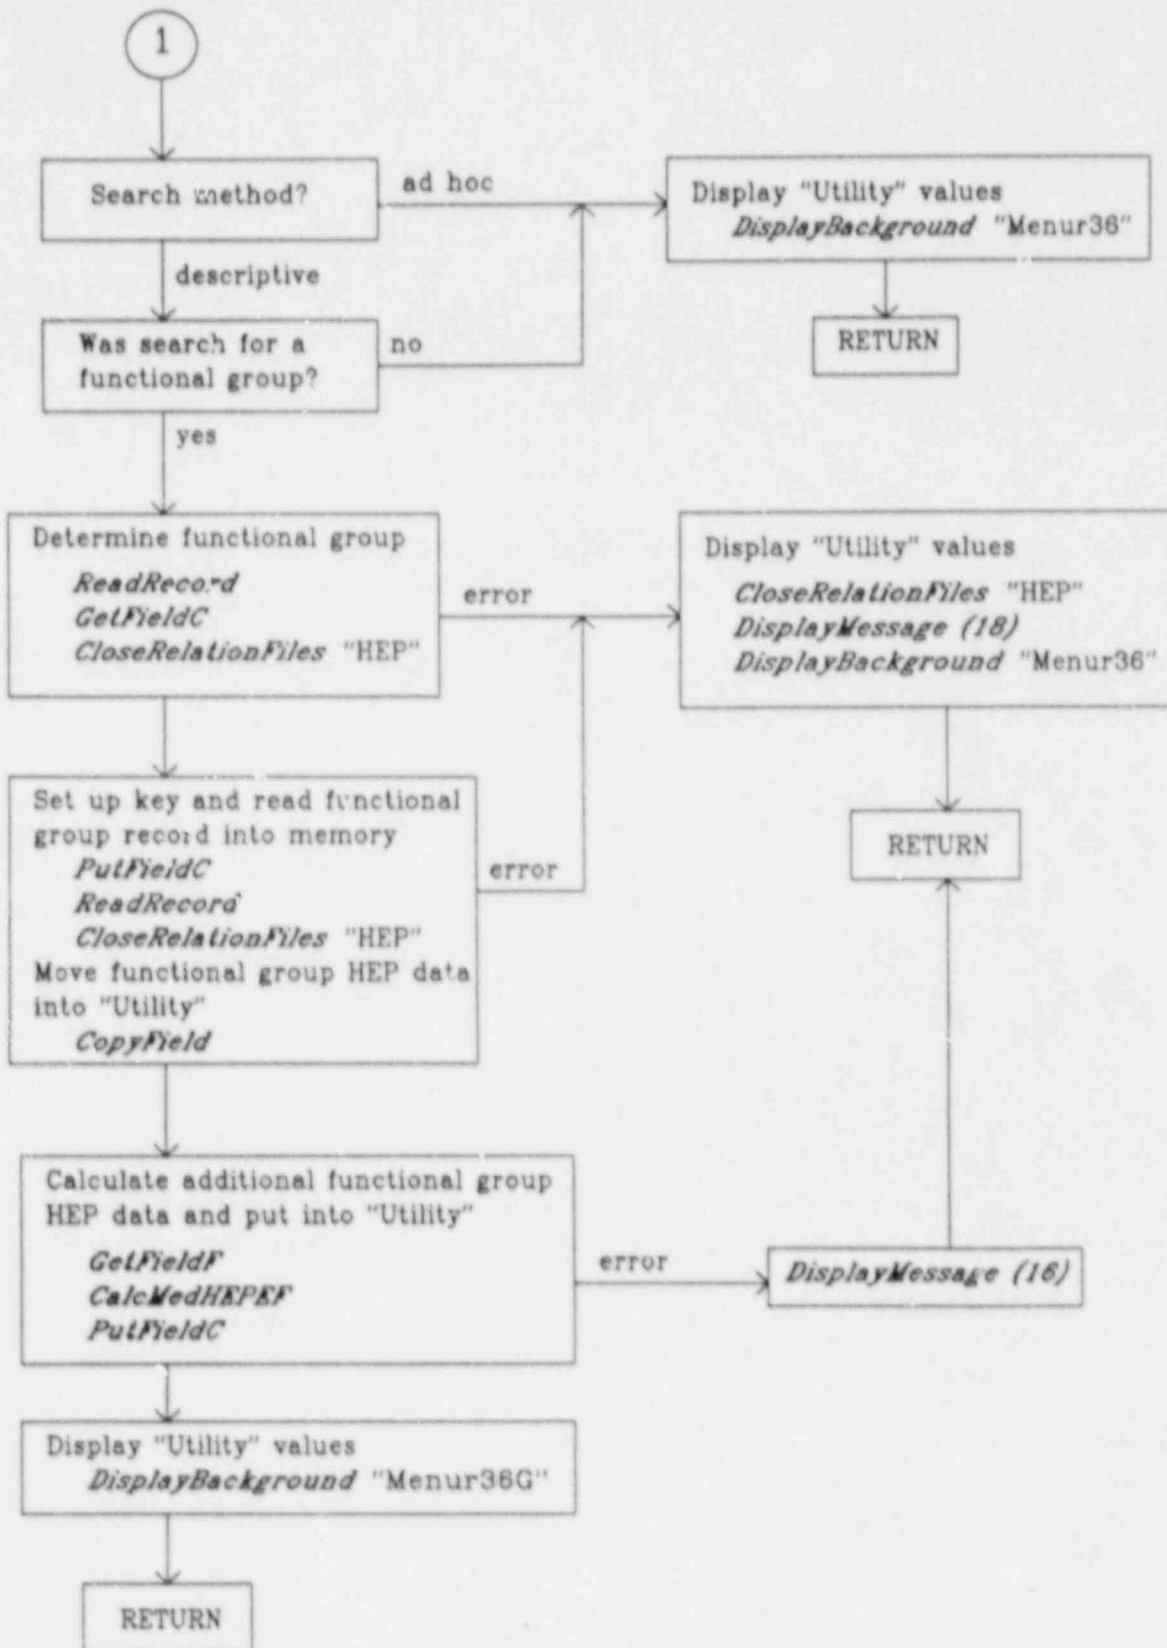 1
Search method?
ad hoc
Display "Utility" values
DisplayBackground "Menur36"
descriptive
RETURN
Was search for a
functional group?
no
yes
Determine functional group
ReadRecord
GetFieldC
CloseRelationFiles "HEP"
error
Display "Utility" values
CloseRelationFiles "HEP"
DisplayMessage (18)
DisplayBackground "Menur36"
Set up key and read functional
group record into memory
PutFieldC
ReadRecord
CloseRelationFiles "HEP"
Move functional group HEP data
into "Utility"
CopyField
error
RETURN
Calculate additional functional group
HEP data and put into "Utility"
GetFieldF
CalcMedHEPEF
PutFieldC
error
DisplayMessage (16)
Display "Utility" values
DisplayBackground "Menur36G"
RETURN